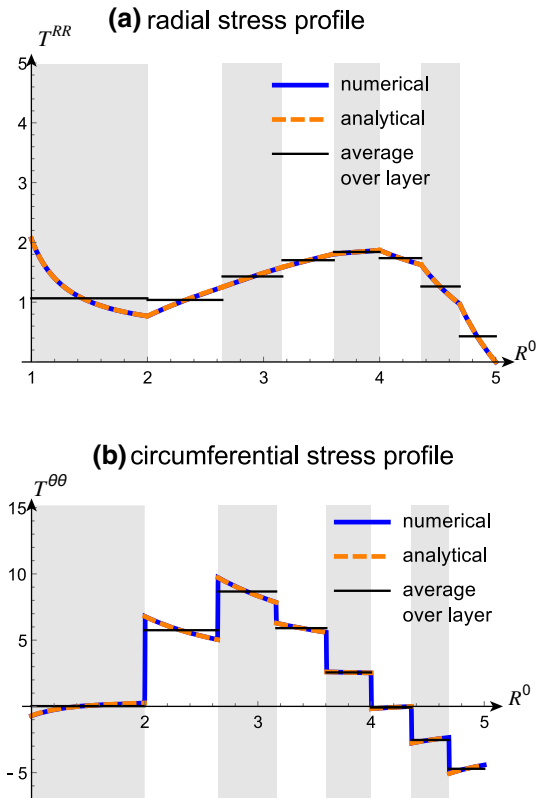 (a) radial stress profile
T^{RR}
5
numerical
4
analytical
average
over layer
3
2
1
1 2 3 4 5 R^0
(b) circumferential stress profile
T^{θθ}
15
numerical
analytical
10
average
over layer
5
2 3 4 5 R^0
-5